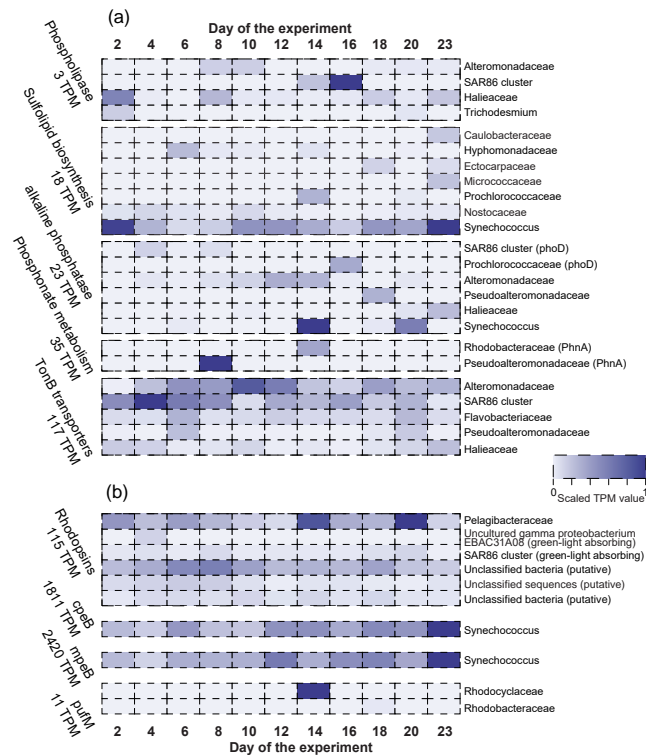 (a)
Day of the experiment
2 4 6 8 10 12 14 16 18 20 23
Phospholipase
3 TPM
Alteromonadaceae
SAR86 cluster
Halieaceae
Trichodesmium
Sulfolipid biosynthesis
18 TPM
Caulobacteraceae
Hyphomonadaceae
Ectocarpaceae
Micrococcaceae
Prochlorococcaceae
Nostocaceae
Synechococcus
alkaline phosphatase
23 TPM
SAR86 cluster (phoD)
Prochlorococcaceae (phoD)
Alteromonadaceae
Pseudoalteromonadaceae
Halieaceae
Synechococcus
Phosphonate metabolism
35 TPM
Rhodobacteraceae (PhnA)
Pseudoalteromonadaceae (PhnA)
TonB transporters
117 TPM
Alteromonadaceae
SAR86 cluster
Flavobacteriaceae
Pseudoalteromonadaceae
Halieaceae
0 1
Scaled TPM value
(b)
Rhodopsins
115 TPM
Pelagibacteraceae
Uncultured gamma proteobacterium
EBAC31A08 (green-light absorbing)
SAR86 cluster (green-light absorbing)
Unclassified bacteria (putative)
Unclassified sequences (putative)
Unclassified bacteria (putative)
cpeB
1811 TPM
Synechococcus
mpeB
2420 TPM
Synechococcus
pufM
11 TPM
Rhodocyclaceae
Rhodobacteraceae
2 4 6 8 10 12 14 16 18 20 23
Day of the experiment